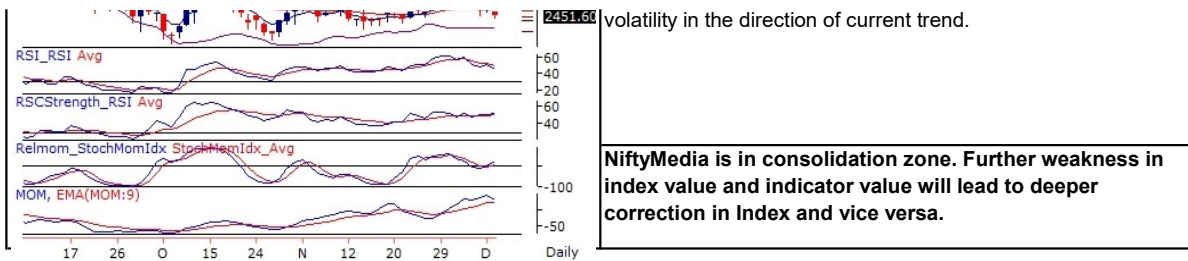 2451.60
volatility in the direction of current trend.
RSI_RSI Avg
60
40
20
RSCStrength_RSI Avg
60
40
Relmom_StochMomIdx StochMemIdx_Avg
-100
MOM, EMA(MOM:9)
-50
17 26 O 15 24 N 12 20 29 D Daily
NiftyMedia is in consolidation zone. Further weakness in
index value and indicator value will lead to deeper
correction in Index and vice versa.